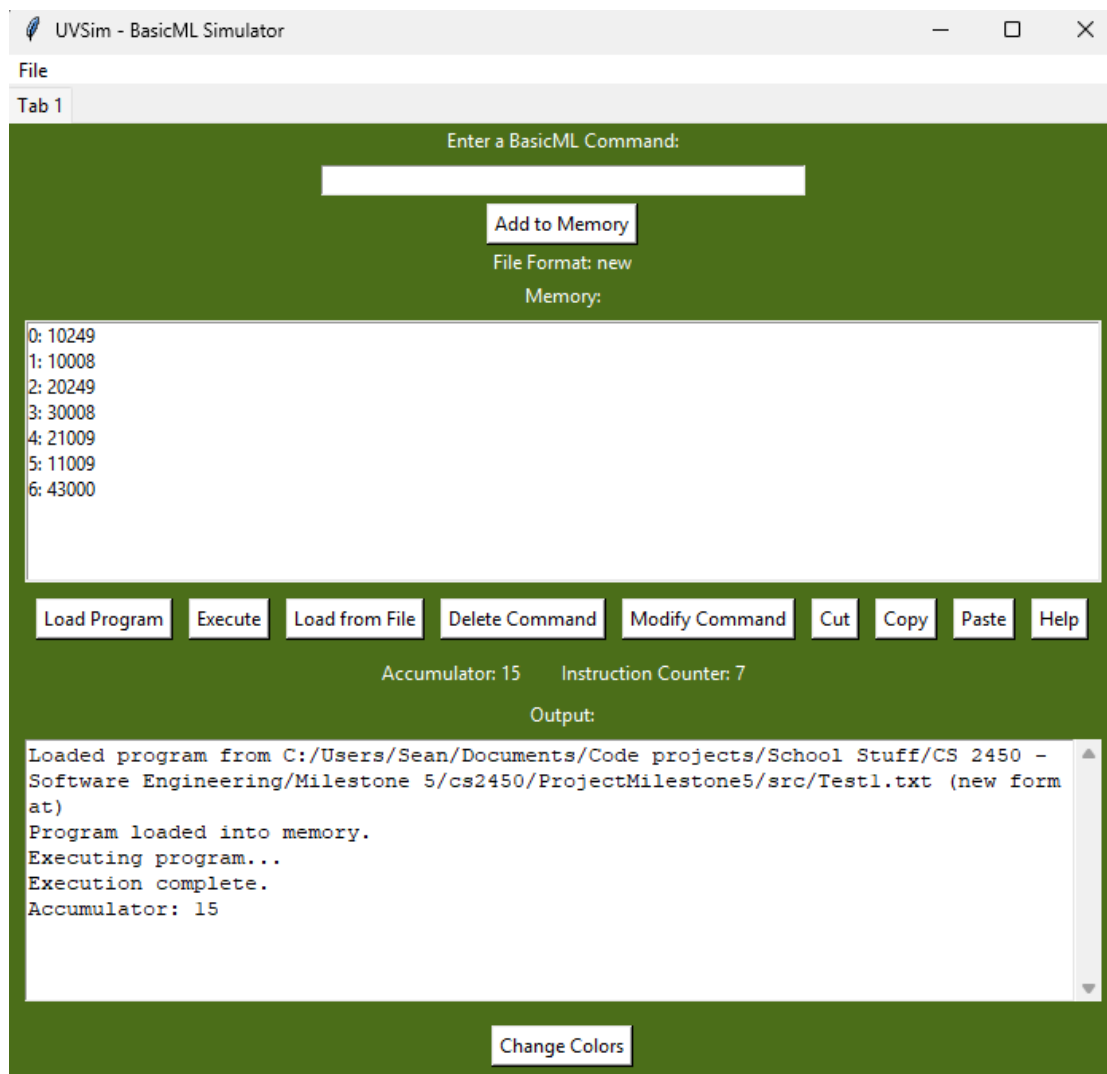 UVSim - BasicML Simulator
File
Tab 1
Enter a BasicML Command:
Add to Memory
File Format: new
Memory:
0: 10249
1: 10008
2: 20249
3: 30008
4: 21009
5: 11009
6: 43000
Load Program Execute Load from File Delete Command Modify Command Cut Copy Paste Help
Accumulator: 15 Instruction Counter: 7
Output:
Loaded program from C:/Users/Sean/Documents/Code projects/School Stuff/CS 2450 -
Software Engineering/Milestone 5/cs2450/ProjectMilestone5/src/Test1.txt (new form
at)
Program loaded into memory.
Executing program...
Execution complete.
Accumulator: 15
Change Colors